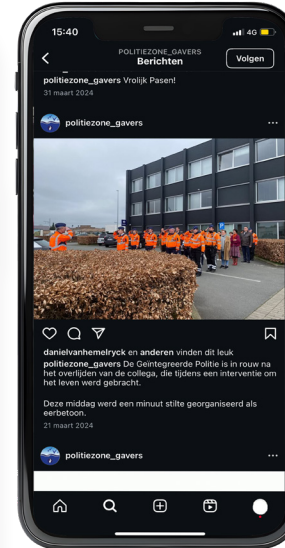 15:40
4G
POLITIEZONE_GAVERS
Berichten
Volgen
politiezone_gavers Vrolijk Pasen!
31 maart 2024
politiezone_gavers
danielvanhemelryck en anderen vinden dit leuk
politiezone_gavers De Geïntegreerde Politie is in rouw na
het overlijden van de collega, die tijdens een interventie om
het leven werd gebracht.
Deze middag werd een minuut stilte georganiseerd als
eerbetoon.
21 maart 2024
politiezone_gavers